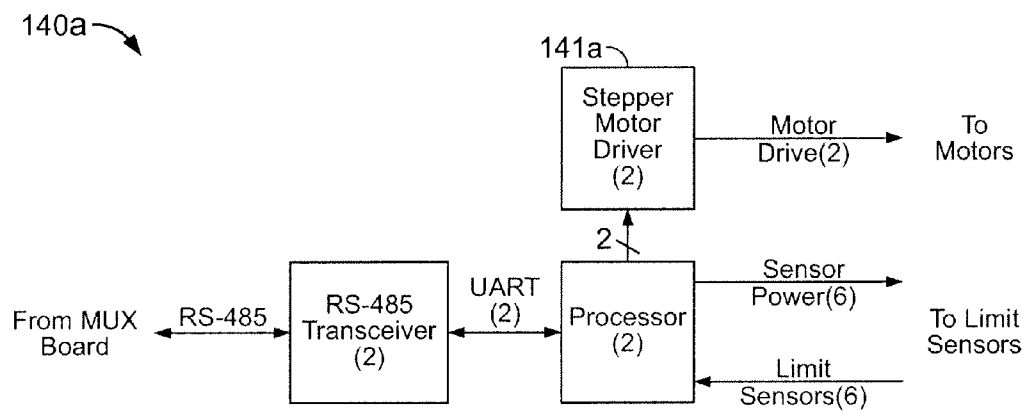 140a
141a
Stepper
Motor
Driver
(2)
Motor
Drive(2)
To
Motors
2
From MUX
Board
RS-485
RS-485
Transceiver
(2)
UART
(2)
Processor
(2)
Sensor
Power(6)
To Limit
Sensors
Limit
Sensors(6)